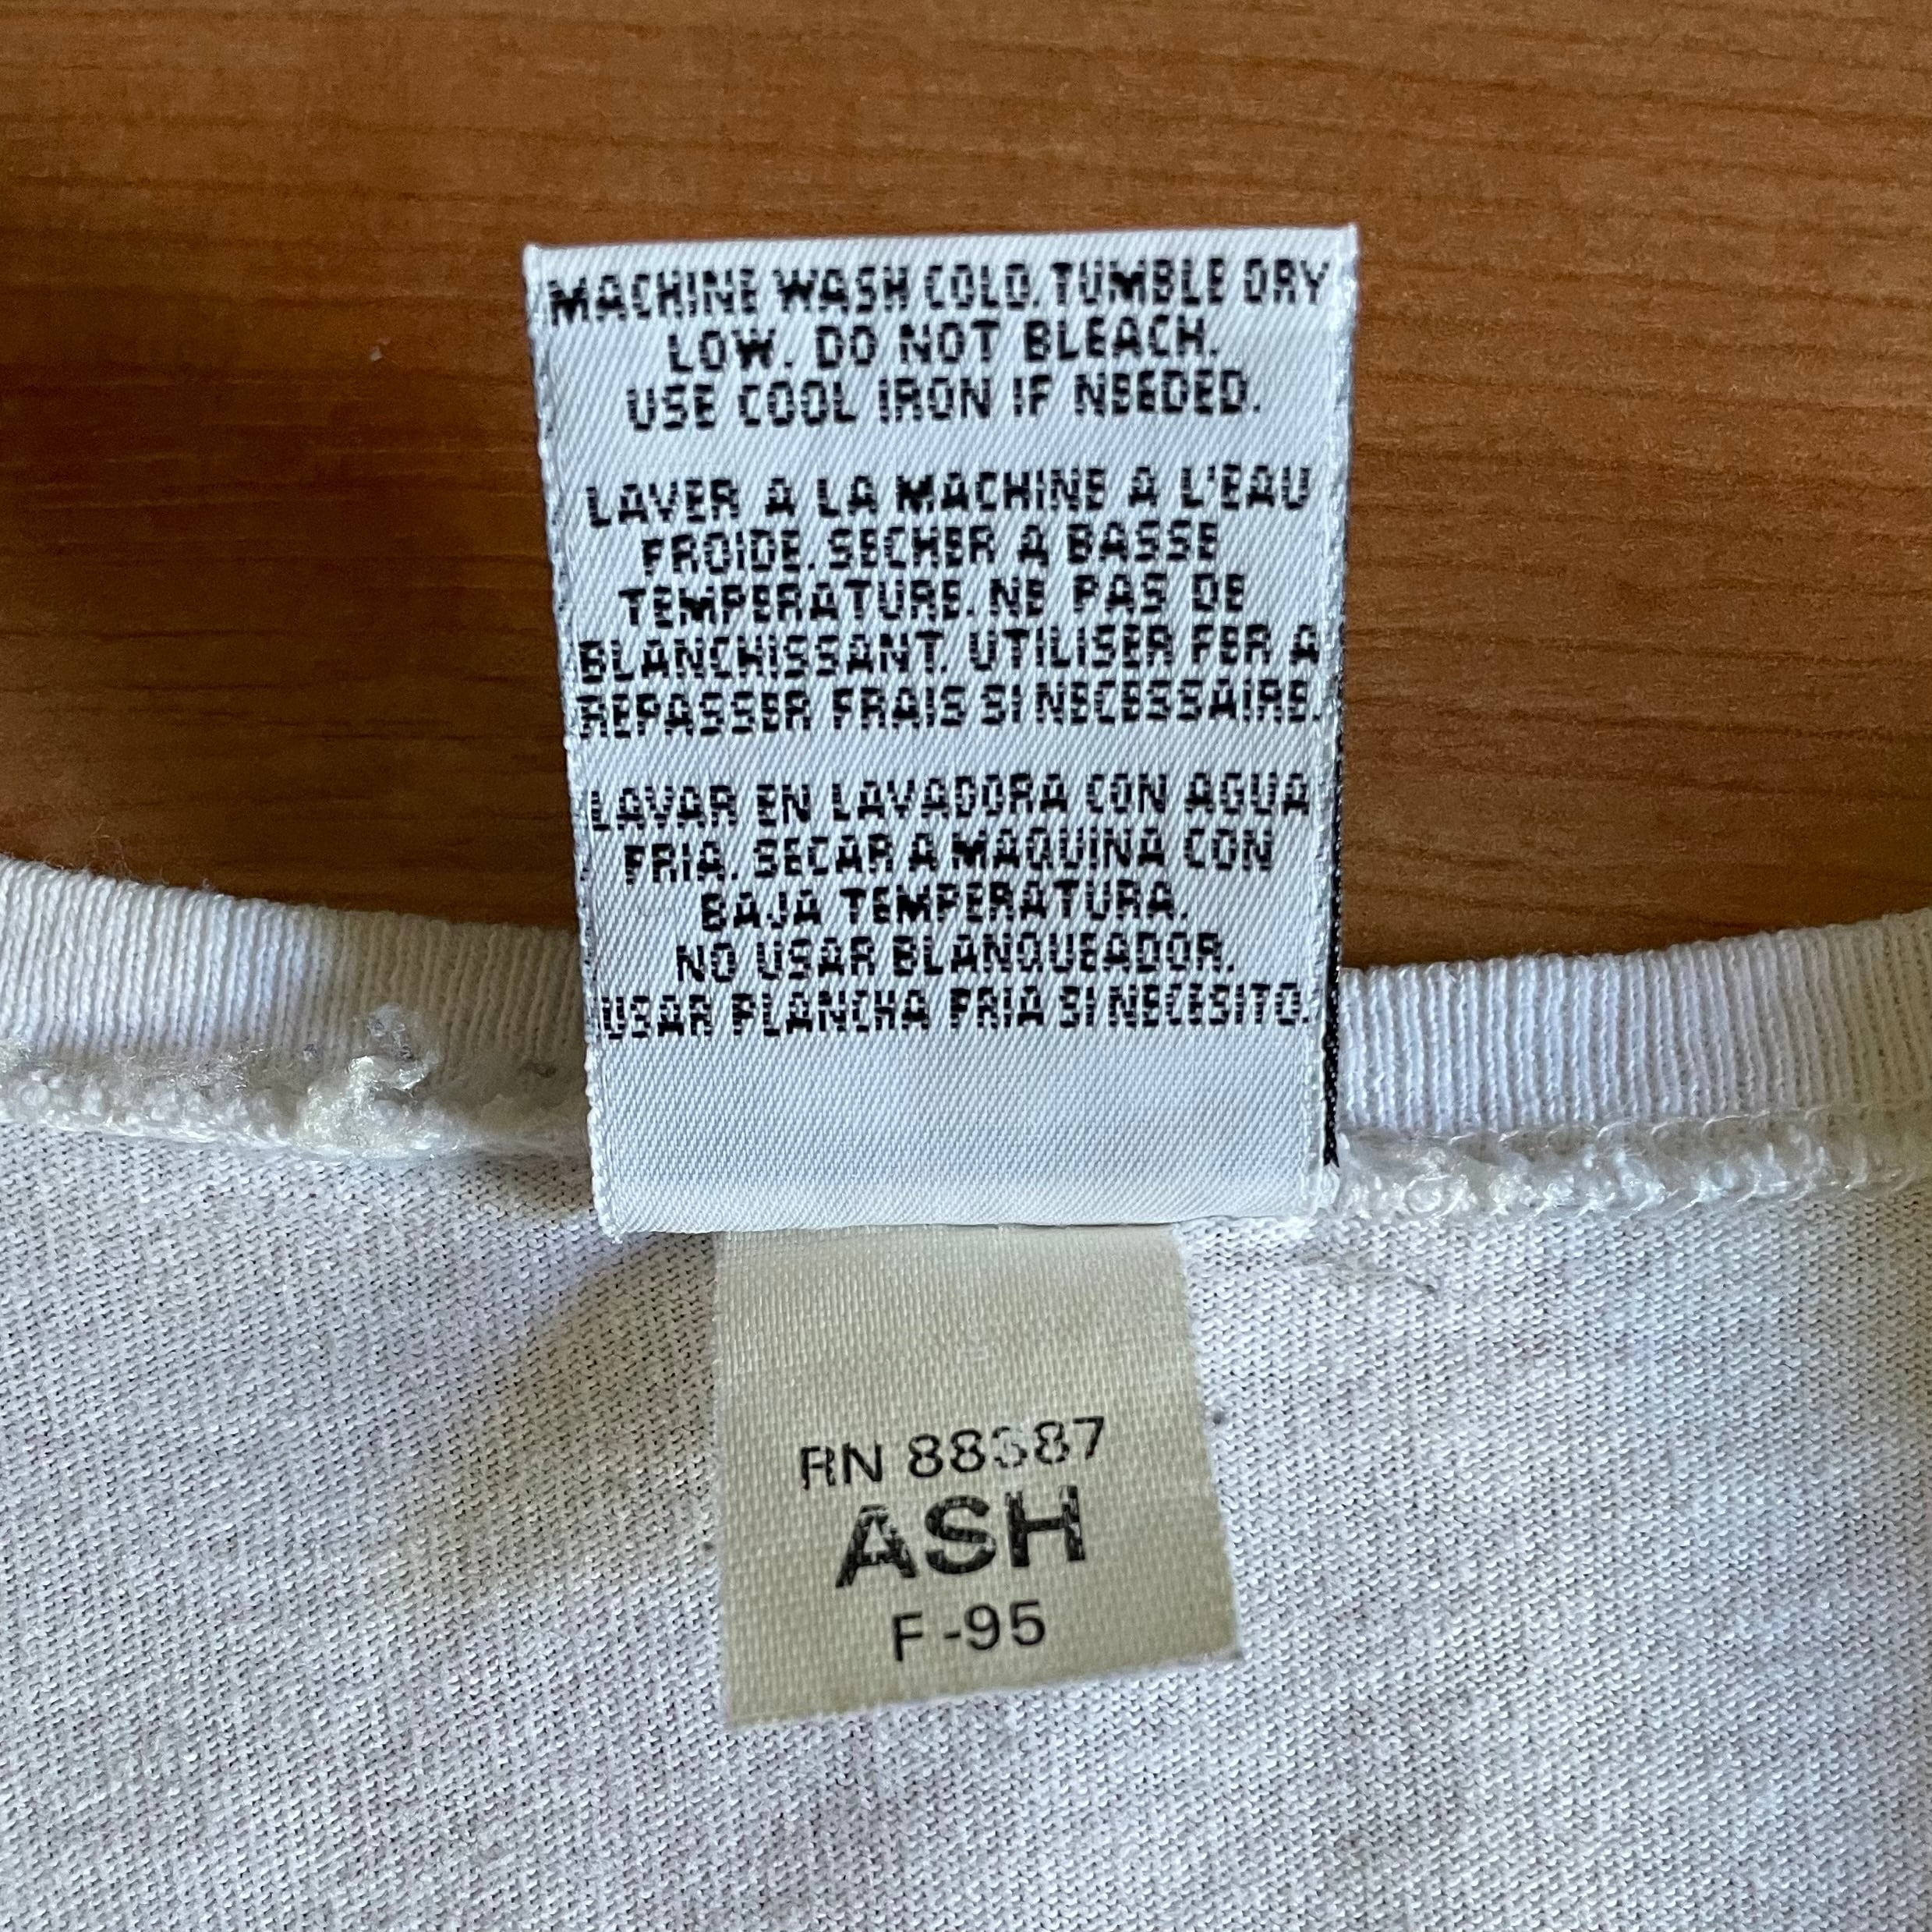 MACHINE WASH COLD. TUMBLE DRY
LOW. DO NOT BLEACH.
USE COOL IRON IF NEEDED.
LAVER A LA MACHINE A L'EAU
FROIDE. SECHER A BASSE
TEMPERATURE. NE PAS DE
BLANCHISSANT. UTILISER FER A
REPASSER FRAIS SI NECESSAIRE.
LAVAR EN LAVADORA CON AGUA
FRIA. SECAR A MAQUINA CON
BAJA TEMPERATURA.
NO USAR BLANQUEADOR.
USAR PLANCHA FRIA SI NECESITO.
RN 88387
ASH
F-95